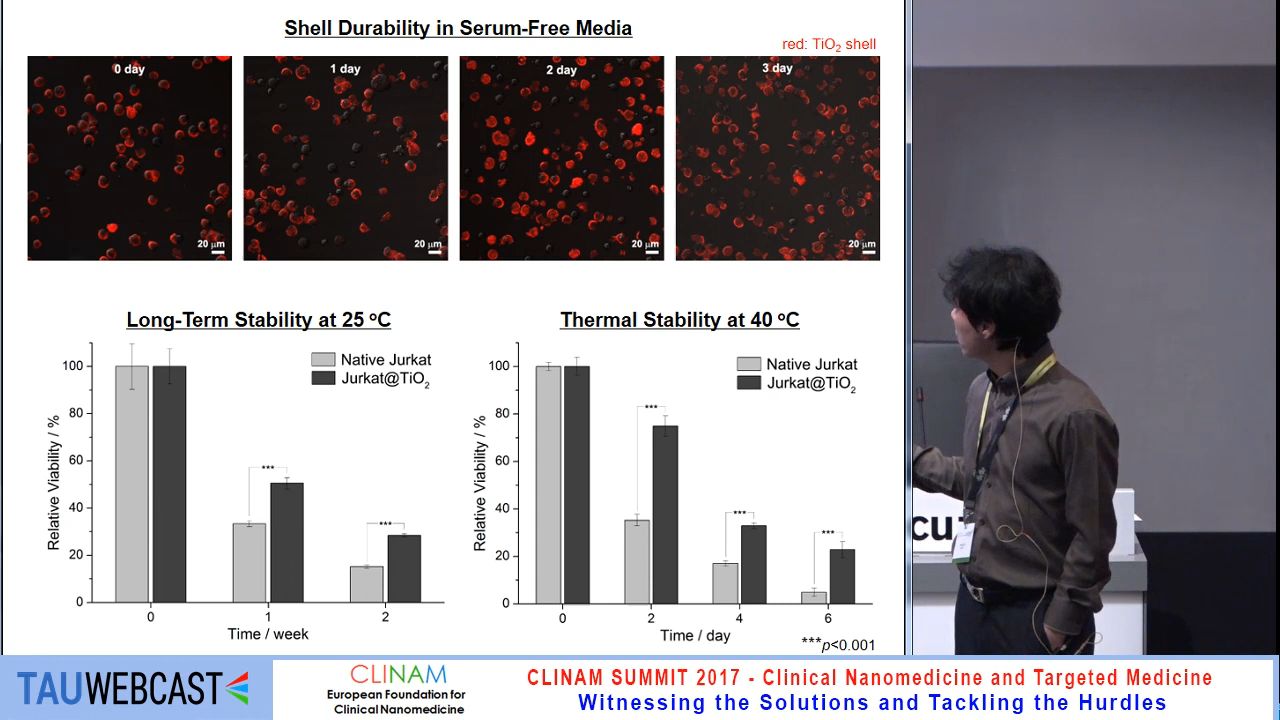 Shell Durability in Serum-Free Media
red: TiO2 shell
0 day
1 day
2 day
3 day
20 µm
20 µm
20 µm
20 µm
Long-Term Stability at 25 °C
Relative Viability / %
100
80
60
40
20
0
Native Jurkat
Jurkat@TiO2
***
***
0
1
2
Time / week
Thermal Stability at 40 °C
Relative Viability / %
100
80
60
40
20
0
Native Jurkat
Jurkat@TiO2
***
***
***
0
2
4
6
Time / day
***p<0.001
cu
TAUWEBCAST
CLINAM
European Foundation for
Clinical Nanomedicine
CLINAM SUMMIT 2017 - Clinical Nanomedicine and Targeted Medicine
Witnessing the Solutions and Tackling the Hurdles